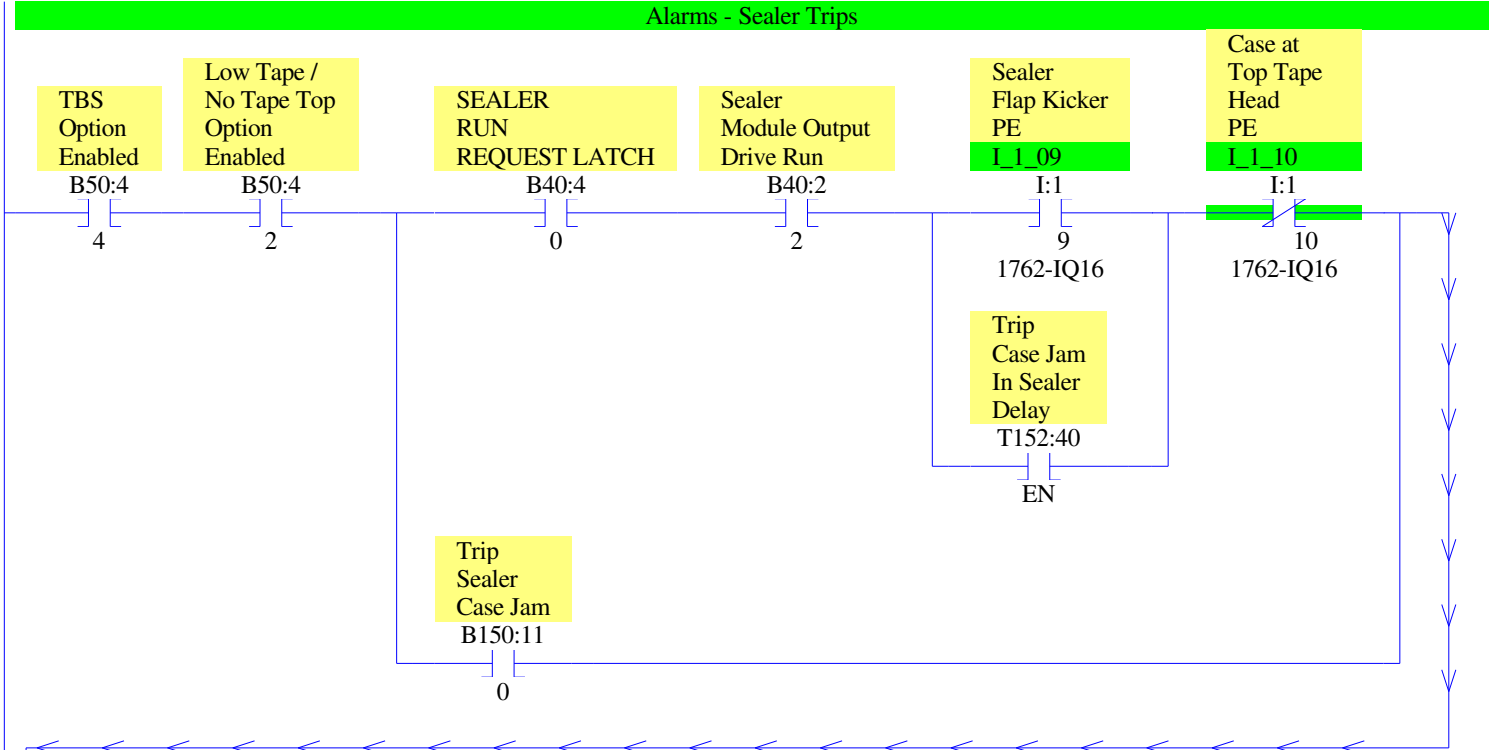 Alarms - Sealer Trips
TBS
Option
Enabled
B50:4
4
Low Tape /
No Tape Top
Option
Enabled
B50:4
2
SEALER
RUN
REQUEST LATCH
B40:4
0
Sealer
Module Output
Drive Run
B40:2
2
Sealer
Flap Kicker
PE
I_1_09
I:1
9
1762-IQ16
Case at
Top Tape
Head
PE
I_1_10
I:1
10
1762-IQ16
Trip
Case Jam
In Sealer
Delay
T152:40
EN
Trip
Sealer
Case Jam
B150:11
0